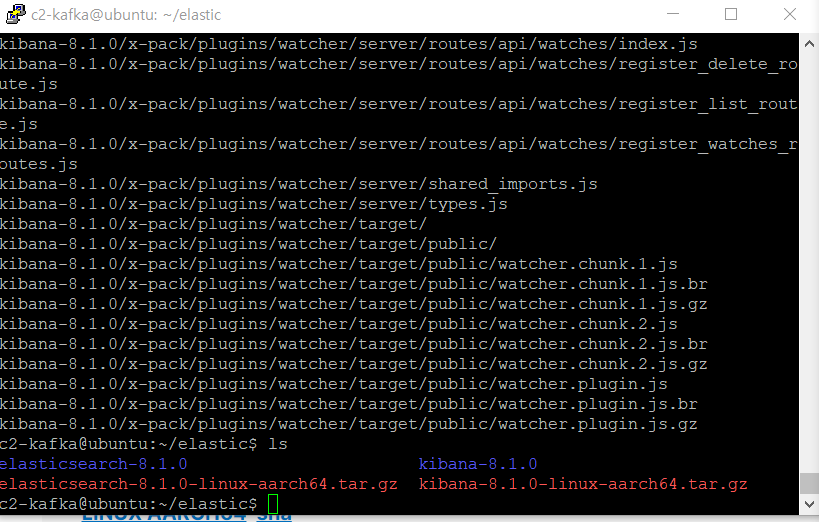 c2-kafka@ubuntu: ~/elastic
kibana-8.1.0/x-pack/plugins/watcher/server/routes/api/watches/index.js
kibana-8.1.0/x-pack/plugins/watcher/server/routes/api/watches/register_delete_ro
ute.js
kibana-8.1.0/x-pack/plugins/watcher/server/routes/api/watches/register_list_rout
e.js
kibana-8.1.0/x-pack/plugins/watcher/server/routes/api/watches/register_watches_r
outes.js
kibana-8.1.0/x-pack/plugins/watcher/server/shared_imports.js
kibana-8.1.0/x-pack/plugins/watcher/server/types.js
kibana-8.1.0/x-pack/plugins/watcher/target/
kibana-8.1.0/x-pack/plugins/watcher/target/public/
kibana-8.1.0/x-pack/plugins/watcher/target/public/watcher.chunk.1.js
kibana-8.1.0/x-pack/plugins/watcher/target/public/watcher.chunk.1.js.br
kibana-8.1.0/x-pack/plugins/watcher/target/public/watcher.chunk.1.js.gz
kibana-8.1.0/x-pack/plugins/watcher/target/public/watcher.chunk.2.js
kibana-8.1.0/x-pack/plugins/watcher/target/public/watcher.chunk.2.js.br
kibana-8.1.0/x-pack/plugins/watcher/target/public/watcher.chunk.2.js.gz
kibana-8.1.0/x-pack/plugins/watcher/target/public/watcher.plugin.js
kibana-8.1.0/x-pack/plugins/watcher/target/public/watcher.plugin.js.br
kibana-8.1.0/x-pack/plugins/watcher/target/public/watcher.plugin.js.gz
c2-kafka@ubuntu:~/elastic$ ls
elasticsearch-8.1.0 kibana-8.1.0
elasticsearch-8.1.0-linux-aarch64.tar.gz kibana-8.1.0-linux-aarch64.tar.gz
c2-kafka@ubuntu:~/elastic$
LINUX AARCH64 sha